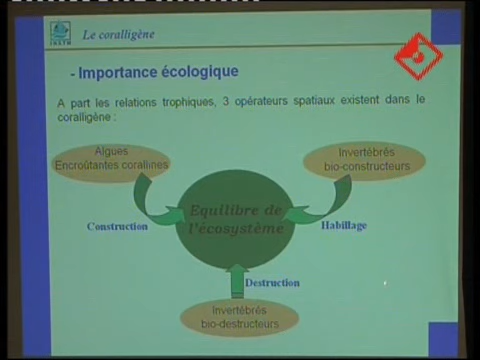 Le coralligène
INSTM
- Importance écologique
A part les relations trophiques, 3 opérateurs spatiaux existent dans le
coralligène :
Algues
Encroûtantes corallines
Invertébrés
bio-constructeurs
Equilibre de
l'écosystème
Construction
Habillage
Destruction
Invertébrés
bio-destructeurs